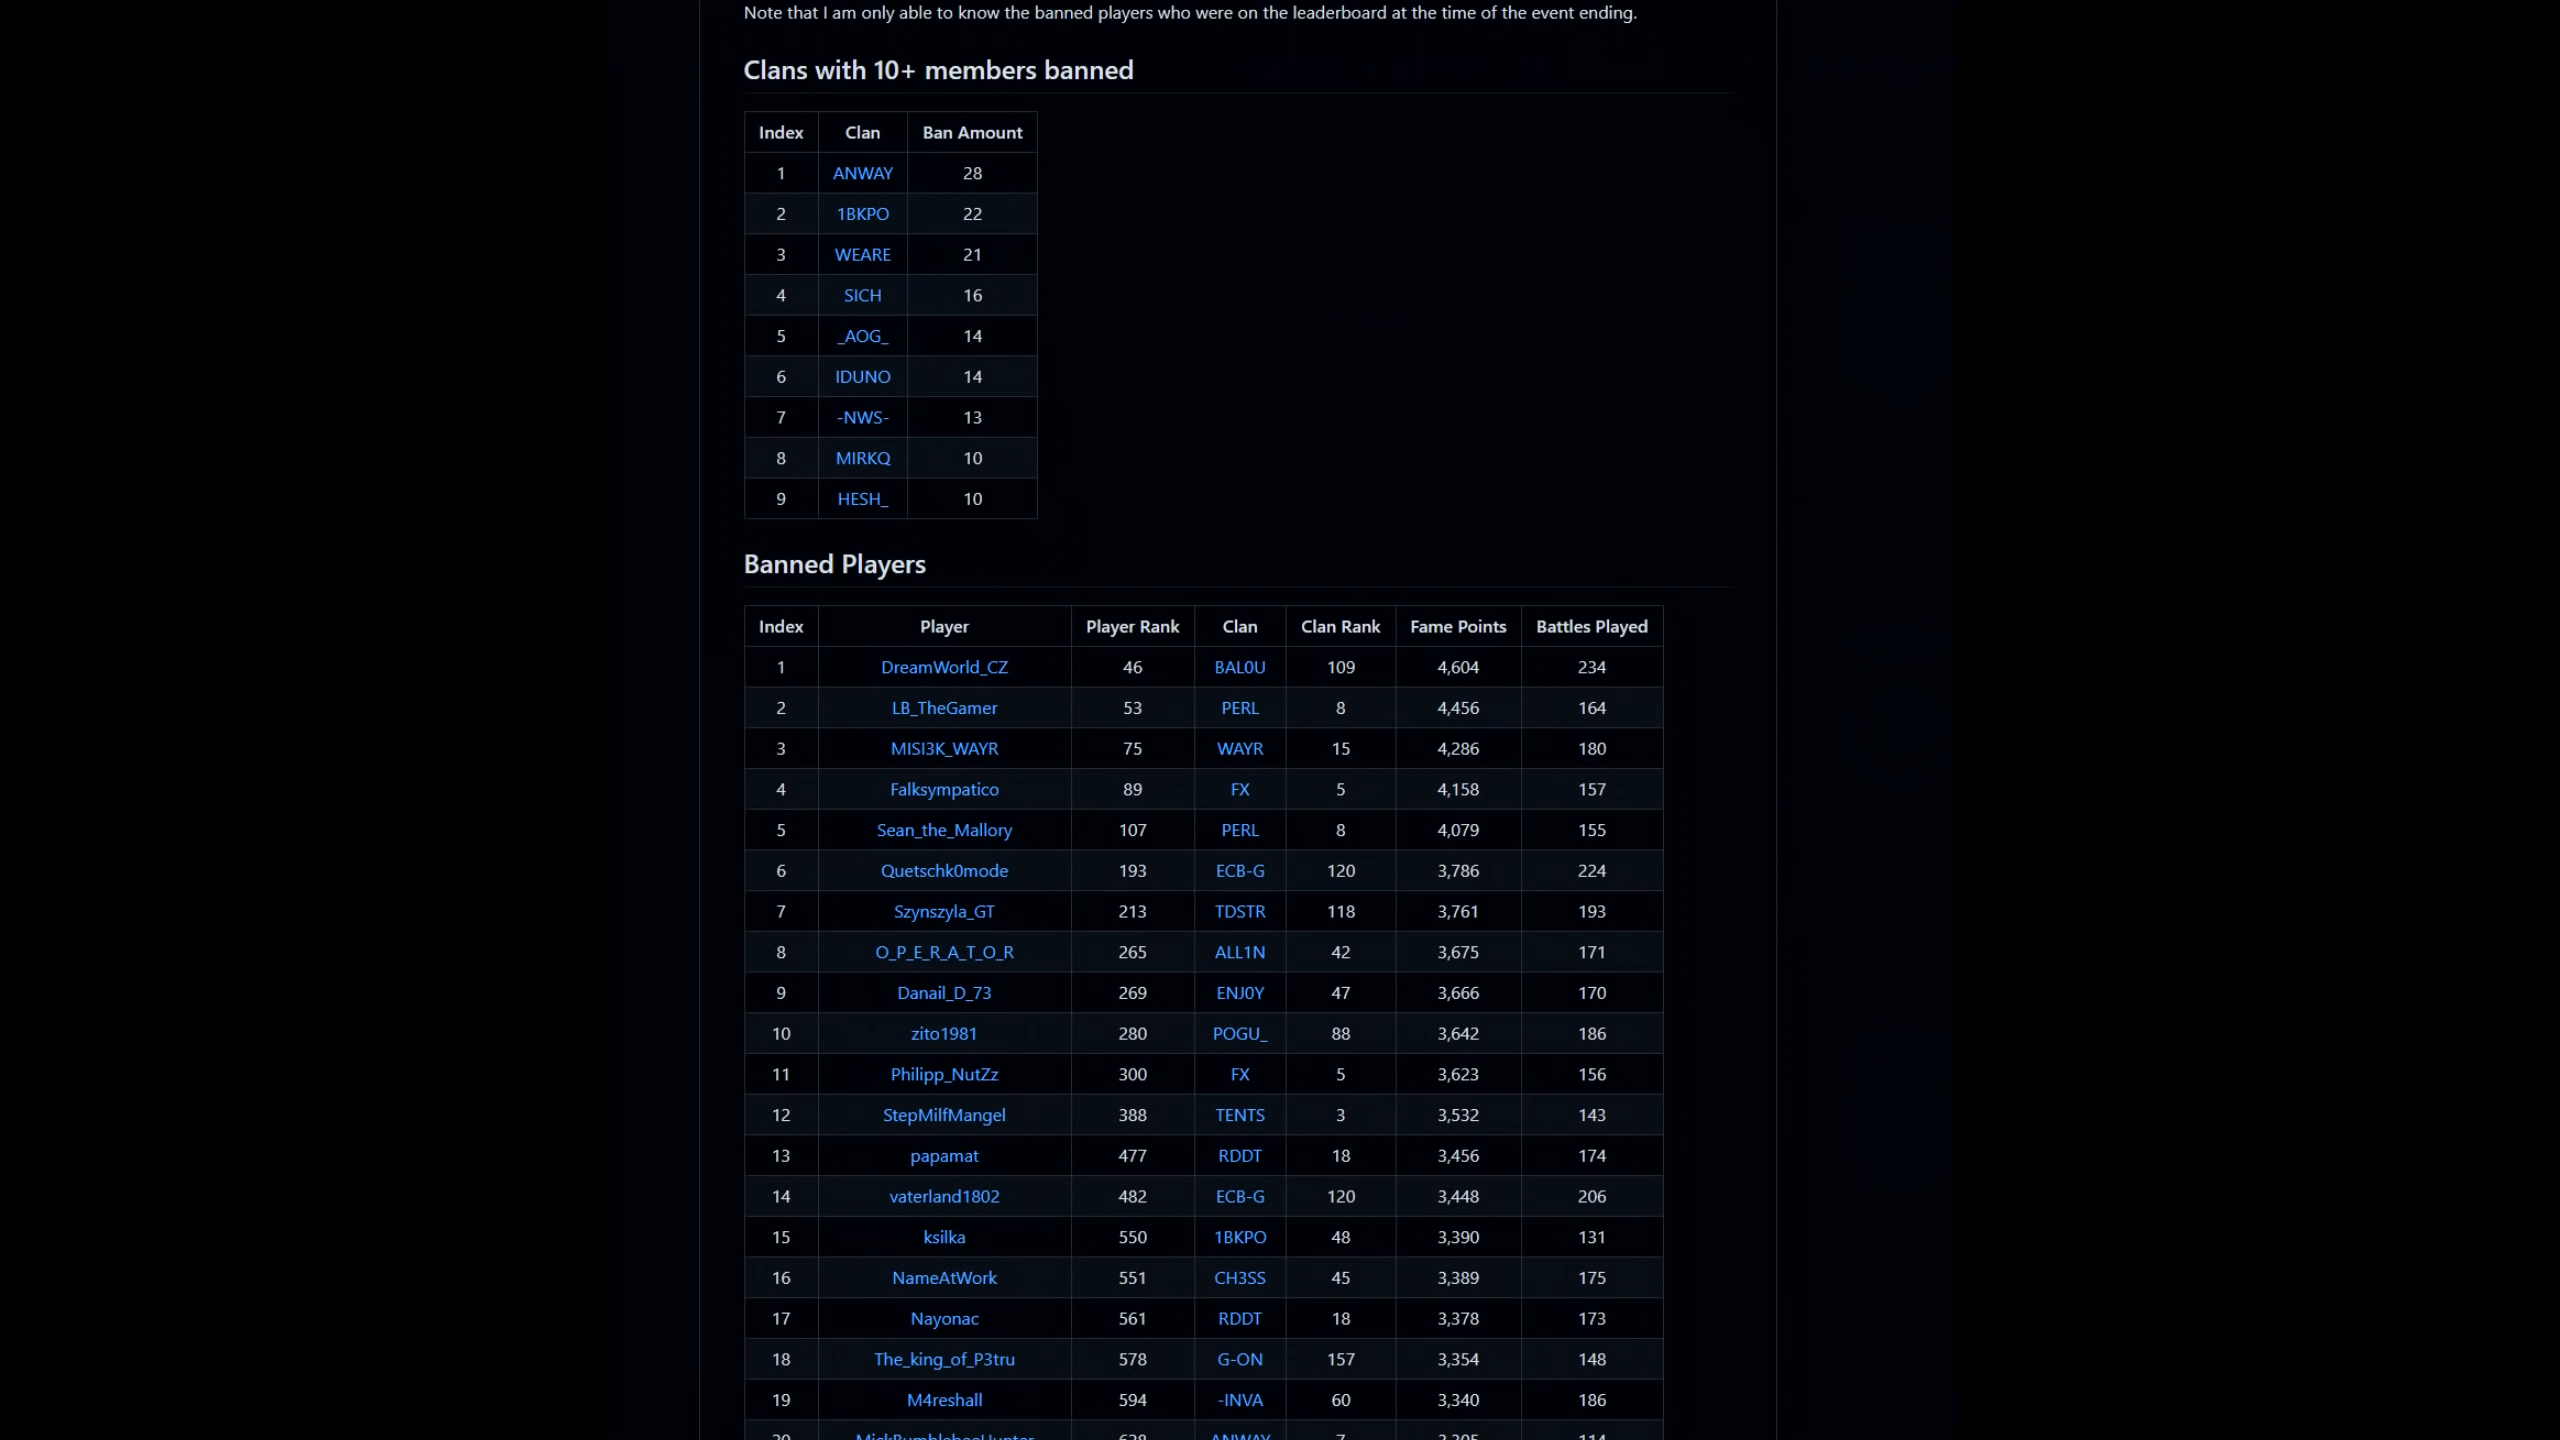 Note that I am only able to know the banned players who were on the leaderboard at the time of the event ending.
Clans with 10+ members banned
Index Clan Ban Amount
1 ANWAY 28
2 1BKPO 22
3 WEARE 21
4 SICH 16
5 _AOG_ 14
6 IDUNO 14
7 -NWS- 13
8 MIRKQ 10
9 HESH_ 10
Banned Players
Index Player Player Rank Clan Clan Rank Fame Points Battles Played
1 DreamWorld_CZ 46 BAL0U 109 4,604 234
2 LB_TheGamer 53 PERL 8 4,456 164
3 MISI3K_WAYR 75 WAYR 15 4,286 180
4 Falksympatico 89 FX 5 4,158 157
5 Sean_the_Mallory 107 PERL 8 4,079 155
6 Quetschk0mode 193 ECB-G 120 3,786 224
7 Szynszyla_GT 213 TDSTR 118 3,761 193
8 O_P_E_R_A_T_O_R 265 ALL1N 42 3,675 171
9 Danail_D_73 269 ENJ0Y 47 3,666 170
10 zito1981 280 POGU_ 88 3,642 186
11 Philipp_NutZz 300 FX 5 3,623 156
12 StepMilfMangel 388 TENTS 3 3,532 143
13 papamat 477 RDDT 18 3,456 174
14 vaterland1802 482 ECB-G 120 3,448 206
15 ksilka 550 1BKPO 48 3,390 131
16 NameAtWork 551 CH3SS 45 3,389 175
17 Nayonac 561 RDDT 18 3,378 173
18 The_king_of_P3tru 578 G-ON 157 3,354 148
19 M4reshall 594 -INVA 60 3,340 186